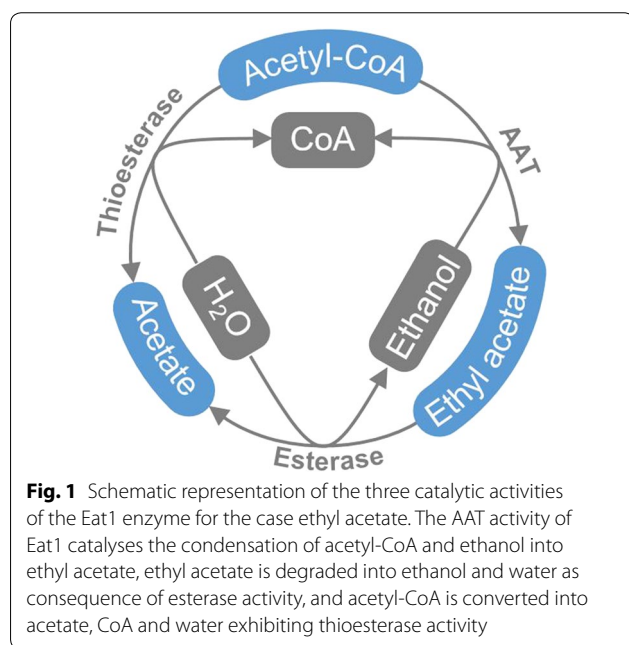 Acetyl-CoA
Thioesterase
CoA
AAT
H₂O
Ethanol
Acetate
Ethyl acetate
Esterase
Fig. 1 Schematic representation of the three catalytic activities
of the Eat1 enzyme for the case ethyl acetate. The AAT activity of
Eat1 catalyses the condensation of acetyl-CoA and ethanol into
ethyl acetate, ethyl acetate is degraded into ethanol and water as
consequence of esterase activity, and acetyl-CoA is converted into
acetate, CoA and water exhibiting thioesterase activity